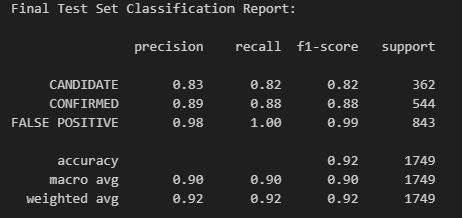 Final Test Set Classification Report:
precision recall f1-score support
CANDIDATE 0.83 0.82 0.82 362
CONFIRMED 0.89 0.88 0.88 544
FALSE POSITIVE 0.98 1.00 0.99 843
accuracy 0.92 1749
macro avg 0.90 0.90 0.90 1749
weighted avg 0.92 0.92 0.92 1749